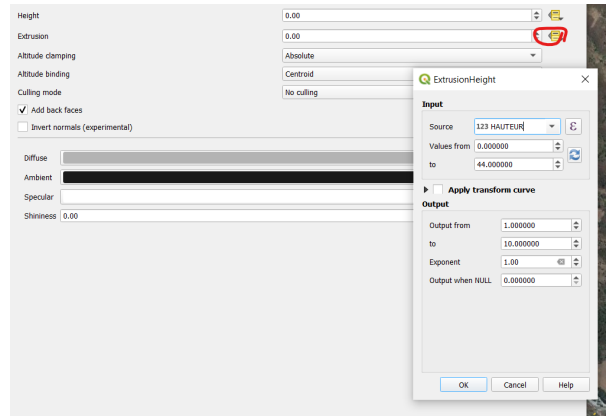 Height 0.00
Extrusion 0.00
Altitude clamping Absolute
Altitude binding Centroid
Culling mode No culling
Add back faces
Invert normals (experimental)
Diffuse
Ambient
Specular
Shininess 0.00
ExtrusionHeight
Input
Source 123 HAUTEUR ε
Values from 0.000000
to 44.000000
Apply transform curve
Output
Output from 1.000000
to 10.000000
Exponent 1.00
Output when NULL 0.000000
OK Cancel Help